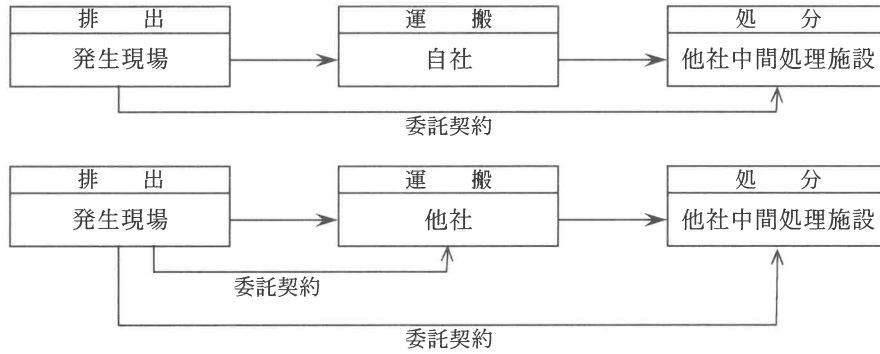 排　出
運　搬
処　分
発生現場
自社
他社中間処理施設
委託契約
排　出
運　搬
処　分
発生現場
他社
他社中間処理施設
委託契約
委託契約